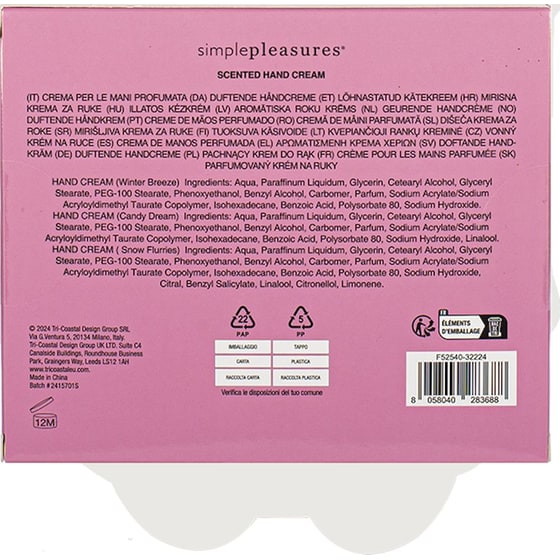 simplepleasures®
SCENTED HAND CREAM
(IT) CREMA PER LE MANI PROFUMATA (DA) DUFTENDE HÅNDCREME (ET) LÕHNASTATUD KÄTEKREEM (HR) MIRISNA
KREMA ZA RUKE (HU) ILLATOS KÉZKRÉM (LV) AROMĀTISKA ROKU KRĒMS (NL) GEURENDE HANDCRÈME (NO)
DUFTENDE HÅNDKREM (PT) CREME DE MÃOS PERFUMADO (RO) CREMĂ DE MÂINI PARFUMATĂ (SL) DIŠEČA KREMA ZA
ROKE (SR) MIRIŠLJIVA KREMA ZA RUKE (FI) TUOKSUVA KÄSIVOIDE (LT) KVEPIANČIOJI RANKŲ KREMINĖ (CZ) VONNÝ
KRÉM NA RUCE (ES) CREMA DE MANOS PERFUMADA (EL) ΑΡΩΜΑΤΙΣΜΕΝΗ ΚΡΕΜΑ ΧΕΡΙΩΝ (SV) DOFTANDE HAND-
KRÄM (DE) DUFTENDE HANDCREME (PL) PACHNĄCY KREM DO RĄK (FR) CRÈME POUR LES MAINS PARFUMÉE (SK)
PARFUMOVANÝ KRÉM NA RUKY
HAND CREAM (Winter Breeze) Ingredients: Aqua, Paraffinum Liquidum, Glycerin, Cetearyl Alcohol, Glyceryl
Stearate, PEG-100 Stearate, Phenoxyethanol, Benzyl Alcohol, Carbomer, Parfum, Sodium Acrylate/Sodium
Acryloyldimethyl Taurate Copolymer, Isohexadecane, Benzoic Acid, Polysorbate 80, Sodium Hydroxide.
HAND CREAM (Candy Dream) Ingredients: Aqua, Paraffinum Liquidum, Glycerin, Cetearyl Alcohol, Glyceryl
Stearate, PEG-100 Stearate, Phenoxyethanol, Benzyl Alcohol, Carbomer, Parfum, Sodium Acrylate/Sodium
Acryloyldimethyl Taurate Copolymer, Isohexadecane, Benzoic Acid, Polysorbate 80, Sodium Hydroxide, Linalool.
HAND CREAM ( Snow Flurries) Ingredients: Aqua, Paraffinum Liquidum, Glycerin, Cetearyl Alcohol, Glyceryl
Stearate, PEG-100 Stearate, Phenoxyethanol, Benzyl Alcohol, Carbomer, Parfum, Sodium Acrylate/Sodium
Acryloyldimethyl Taurate Copolymer, Isohexadecane, Benzoic Acid, Polysorbate 80, Sodium Hydroxide,
Citral, Benzyl Salicylate, Linalool, Citronellol, Limonene.
© 2024 Tri-Coastal Design Group SRL
Via G.Ventura 5, 20134 Milano, Italy.
Tri-Coastal Design Group UK LTD. Suite C4
Canalside Buildings, Roundhouse Business
Park, Graingers Way, Leeds LS12 1AH
www.tricoastaleu.com
Made in China
Batch #2415701S
12M
22
PAP
5
PP
IMBALLAGGIO
TAPPO
CARTA
PLASTICA
RACCOLTA CARTA
RACCOLTA PLASTICA
Verifica le disposizioni del tuo comune
FR
ÉLÉMENTS
D'EMBALLAGE
F52540-32224
8 058040 283688